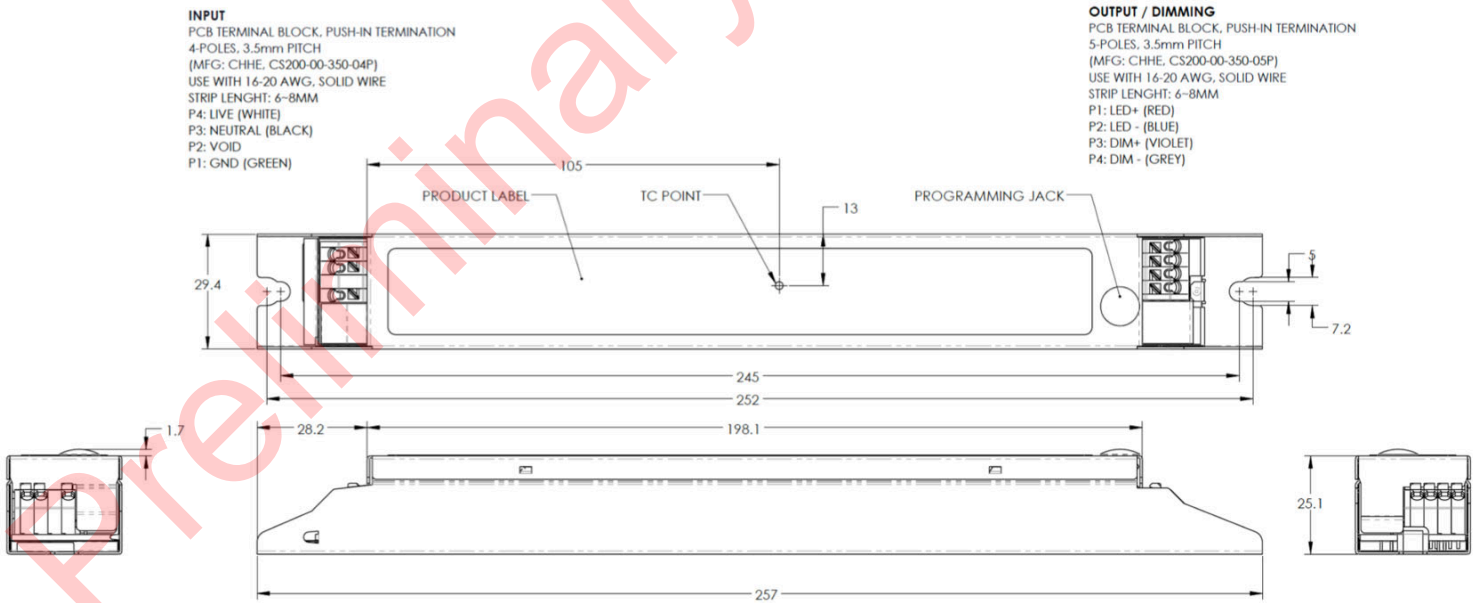 INPUT
PCB TERMINAL BLOCK, PUSH-IN TERMINATION
4-POLES, 3.5mm PITCH
(MFG: CHHE, CS200-00-350-04P)
USE WITH 16-20 AWG, SOLID WIRE
STRIP LENGHT: 6~8MM
P4: LIVE (WHITE)
P3: NEUTRAL (BLACK)
P2: VOID
P1: GND (GREEN)
OUTPUT / DIMMING
PCB TERMINAL BLOCK, PUSH-IN TERMINATION
5-POLES, 3.5mm PITCH
(MFG: CHHE, CS200-00-350-05P)
USE WITH 16-20 AWG, SOLID WIRE
STRIP LENGHT: 6~8MM
P1: LED+ (RED)
P2: LED - (BLUE)
P3: DIM+ (VIOLET)
P4: DIM - (GREY)
105
PRODUCT LABEL
TC POINT
13
PROGRAMMING JACK
29.4
5
7.2
245
252
1.7
28.2
198.1
25.1
257
Preliminary